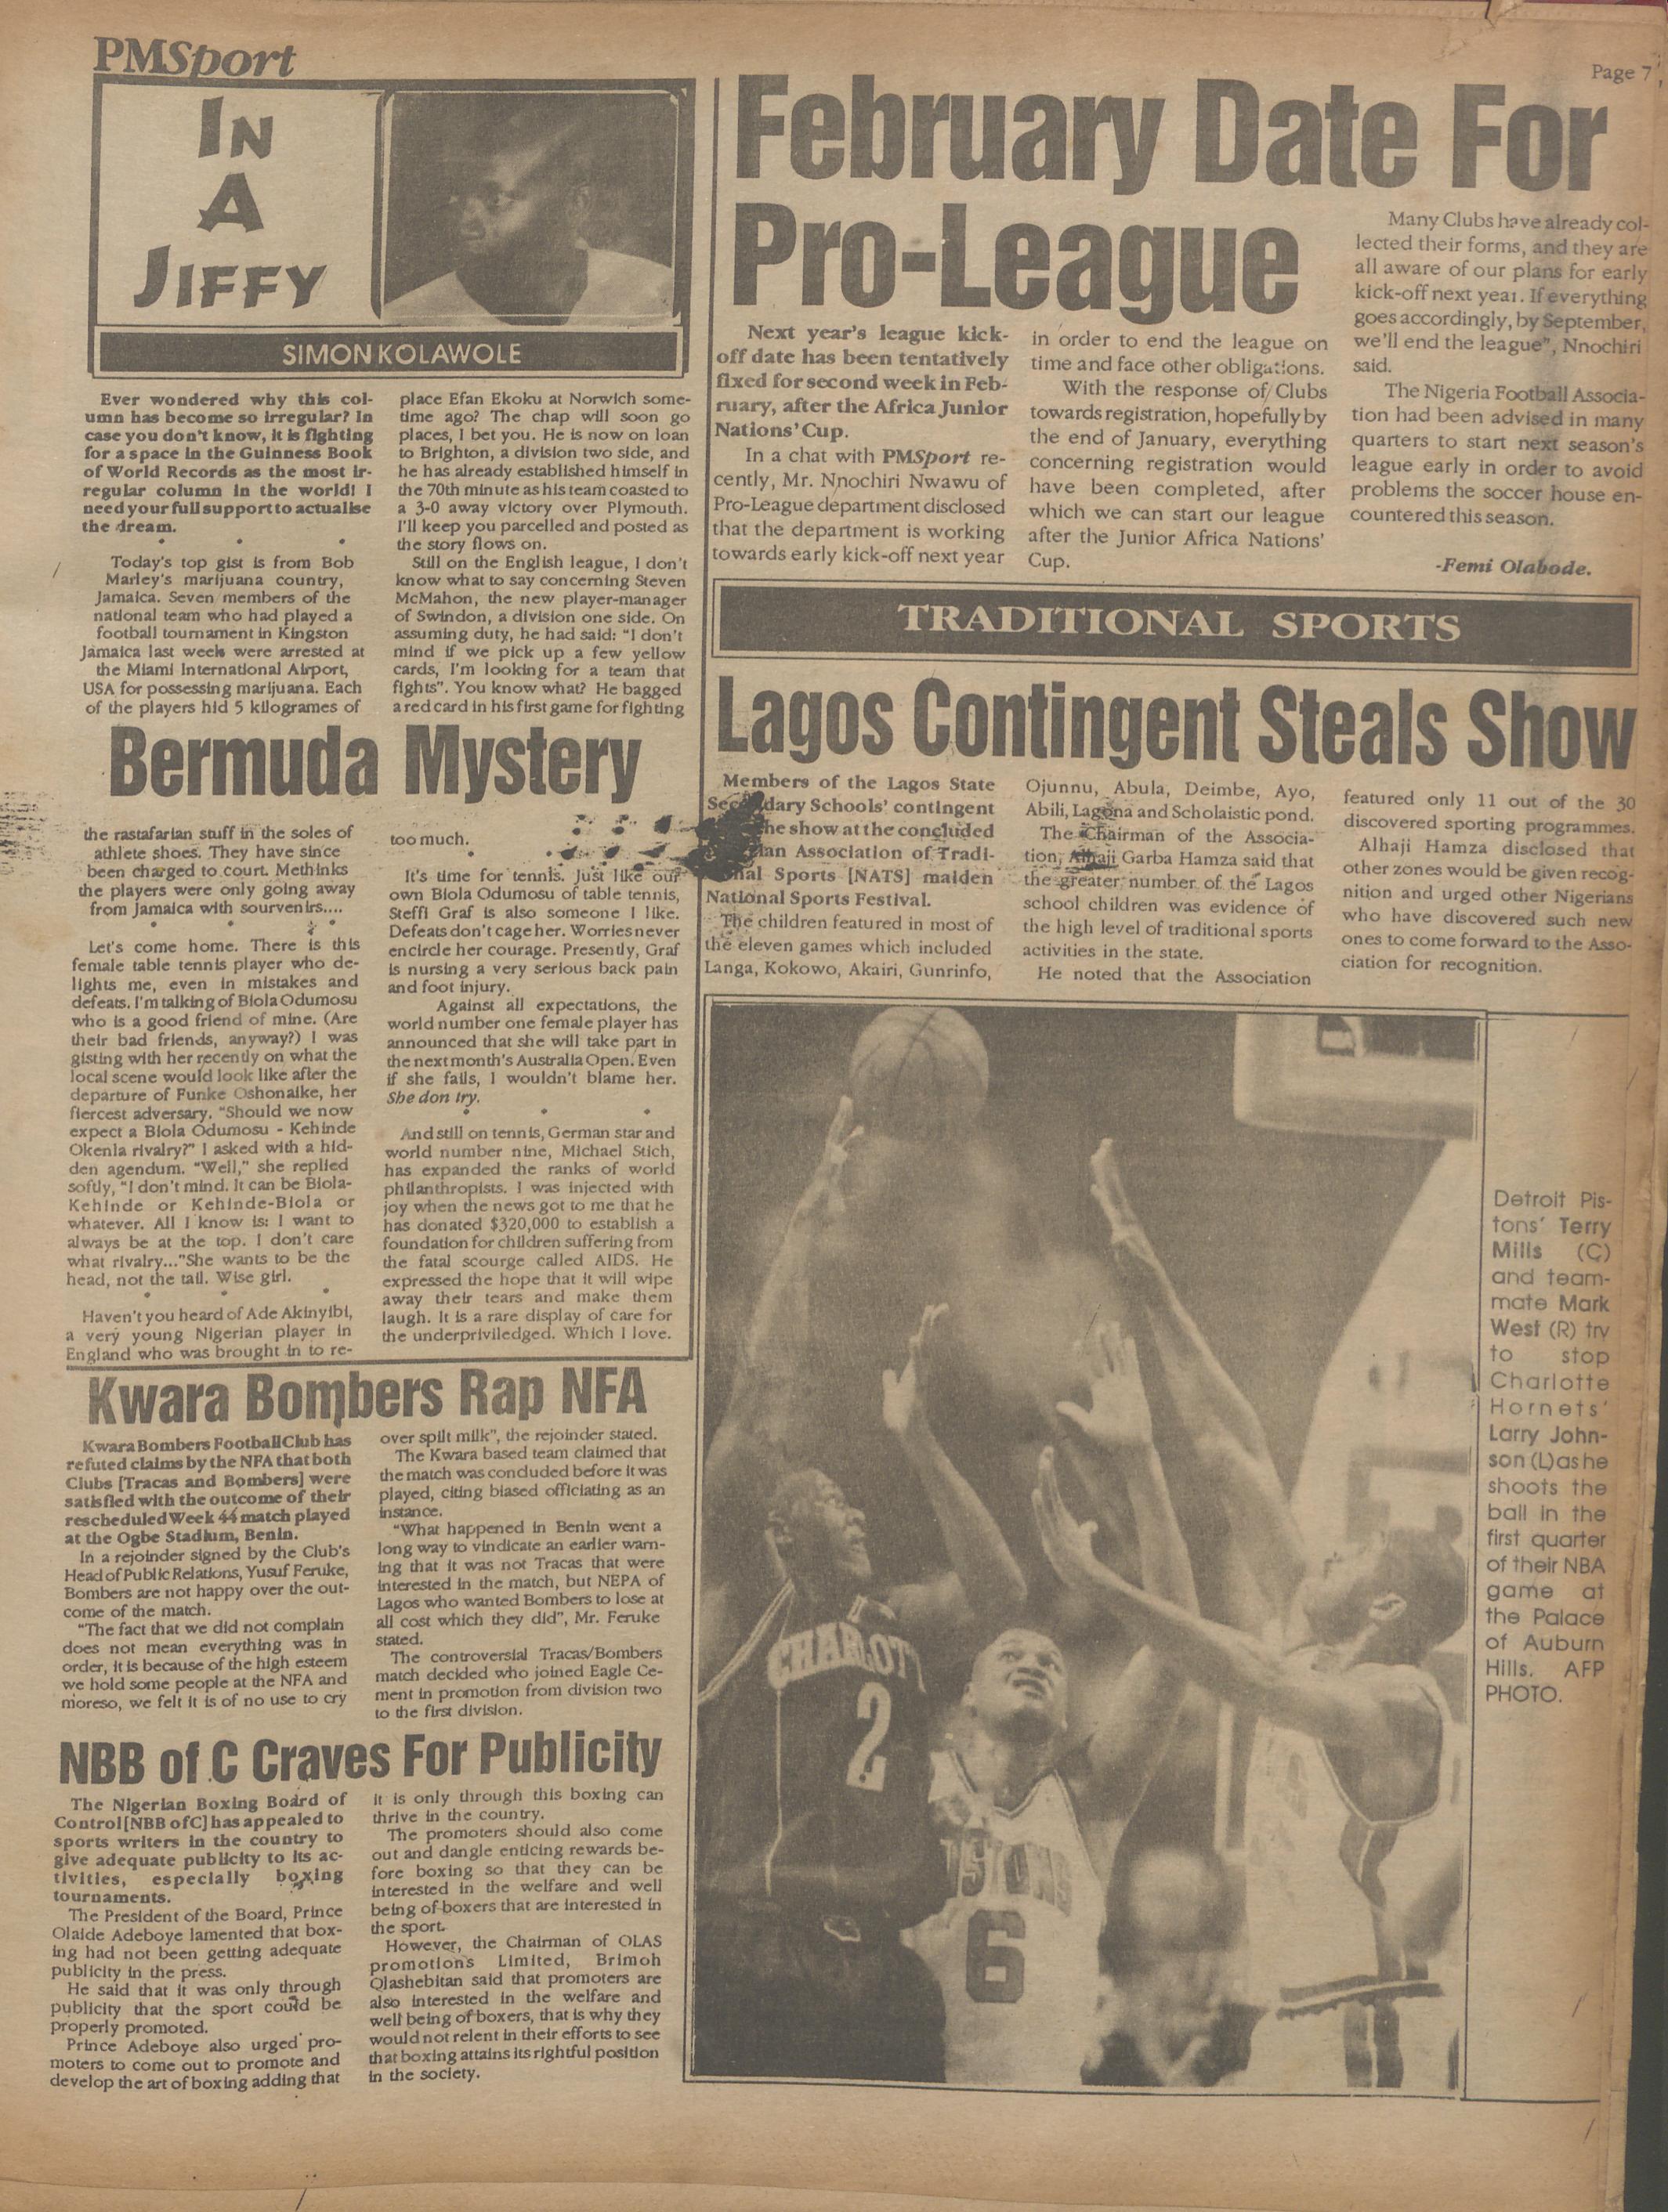 PMSport
Page 7
IN
A
JIFFY
SIMON KOLAWOLE
Ever wondered why this col-
umn has become so irregular? In
case you don't know, it is fighting
for a space in the Guinness Book
of World Records as the most ir-
regular column in the world! I
need your full support to actualise
the dream.
Today's top gist is from Bob
Marley's marijuana country,
Jamaica. Seven members of the
national team who had played a
football tournament in Kingston
Jamaica last week were arrested at
the Miami International Airport,
USA for possessing marijuana. Each
of the players hid 5 kilogrames of
place Efan Ekoku at Norwich some-
time ago? The chap will soon go
places, I bet you. He is now on loan
to Brighton, a division two side, and
he has already established himself in
the 70th minute as his team coasted to
a 3-0 away victory over Plymouth.
I'll keep you parcelled and posted as
the story flows on.
Still on the English league, I don't
know what to say concerning Steven
McMahon, the new player-manager
of Swindon, a division one side. On
assuming duty, he had said: "I don't
mind if we pick up a few yellow
cards, I'm looking for a team that
fights". You know what? He bagged
a red card in his first game for fighting
Bermuda Mystery
the rastafarian stuff in the soles of
athlete shoes. They have since
been charged to court. Methinks
the players were only going away
from Jamaica with sourvenirs....
Let's come home. There is this
female table tennis player who de-
lights me, even in mistakes and
defeats. I'm talking of Biola Odumosu
who is a good friend of mine. (Are
their bad friends, anyway?) I was
gisting with her recently on what the
local scene would look like after the
departure of Funke Oshonaike, her
fiercest adversary. "Should we now
expect a Biola Odumosu - Kehinde
Okenla rivalry?" I asked with a hid-
den agendum. "Well," she replied
softly, "I don't mind. It can be Biola-
Kehinde or Kehinde-Biola or
whatever. All I know is: I want to
always be at the top. I don't care
what rivalry..."She wants to be the
head, not the tail. Wise girl.
Haven't you heard of Ade Akinyibi,
a very young Nigerian player in
England who was brought in to re-
too much.
It's time for tennis. Just like our
own Biola Odumosu of table tennis,
Steffi Graf is also someone I like.
Defeats don't cage her. Worries never
encircle her courage. Presently, Graf
is nursing a very serious back pain
and foot injury.
Against all expectations, the
world number one female player has
announced that she will take part in
the next month's Australia Open. Even
if she fails, I wouldn't blame her.
She don try.
And still on tennis, German star and
world number nine, Michael Stich,
has expanded the ranks of world
philanthropists. I was injected with
joy when the news got to me that he
has donated $320,000 to establish a
foundation for children suffering from
the fatal scourge called AIDS. He
expressed the hope that it will wipe
away their tears and make them
laugh. It is a rare display of care for
the underpriviledged. Which I love.
Kwara Bombers Rap NFA
Kwara Bombers Football Club has
refuted claims by the NFA that both
Clubs [Tracas and Bombers] were
satisfied with the outcome of their
rescheduled Week 44 match played
at the Ogbe Stadium, Benin.
In a rejoinder signed by the Club's
Head of Public Relations, Yusuf Feruke,
Bombers are not happy over the out-
come of the match.
"The fact that we did not complain
does not mean everything was in
order, it is because of the high esteem
we hold some people at the NFA and
moreso, we felt it is of no use to cry
over spilt milk", the rejoinder stated.
The Kwara based team claimed that
the match was concluded before it was
played, citing biased officiating as an
instance.
"What happened in Benin went a
long way to vindicate an earlier warn-
ing that it was not Tracas that were
interested in the match, but NEPA of
Lagos who wanted Bombers to lose at
all cost which they did", Mr. Feruke
stated.
The controversial Tracas/Bombers
match decided who joined Eagle Ce-
ment in promotion from division two
to the first division.
NBB of C Craves For Publicity
The Nigerian Boxing Board of
Control [NBB of C] has appealed to
sports writers in the country to
give adequate publicity to its ac-
tivities, especially boxing
tournaments.
The President of the Board, Prince
Olaide Adeboye lamented that box-
ing had not been getting adequate
publicity in the press.
He said that it was only through
publicity that the sport could be
properly promoted.
Prince Adeboye also urged pro-
moters to come out to promote and
develop the art of boxing adding that
it is only through this boxing can
thrive in the country.
The promoters should also come
out and dangle enticing rewards be-
fore boxing so that they can be
interested in the welfare and well
being of boxers that are interested in
the sport.
However, the Chairman of OLAS
promotions Limited, Brimoh
Olashebitan said that promoters are
also interested in the welfare and
well being of boxers, that is why they
would not relent in their efforts to see
that boxing attains its rightful position
in the society.
February Date For
Pro-League
Next year's league kick-
off date has been tentatively
fixed for second week in Feb-
ruary, after the Africa Junior
Nations' Cup.
In a chat with PMSport re-
cently, Mr. Nnochiri Nwawu of
Pro-League department disclosed
that the department is working
towards early kick-off next year
in order to end the league on
time and face other obligations.
With the response of Clubs
towards registration, hopefully by
the end of January, everything
concerning registration would
have been completed, after
which we can start our league
after the Junior Africa Nations'
Cup.
Many Clubs have already col-
lected their forms, and they are
all aware of our plans for early
kick-off next year. If everything
goes accordingly, by September,
we'll end the league", Nnochiri
said.
The Nigeria Football Associa-
tion had been advised in many
quarters to start next season's
league early in order to avoid
problems the soccer house en-
countered this season.
-Femi Olabode.
TRADITIONAL SPORTS
Lagos Contingent Steals Show
Members of the Lagos State
Secondary Schools' contingent
he show at the concluded
an Association of Tradi-
nal Sports [NATS] maiden
National Sports Festival.
The children featured in most of
the eleven games which included
Langa, Kokowo, Akairi, Gunrinfo,
Ojunnu, Abula, Deimbe, Ayo,
Abili, Lagona and Scholaistic pond.
The Chairman of the Associa-
tion, Alhaji Garba Hamza said that
the greater number of the Lagos
school children was evidence of
the high level of traditional sports
activities in the state.
He noted that the Association
featured only 11 out of the 30
discovered sporting programmes.
Alhaji Hamza disclosed that
other zones would be given recog-
nition and urged other Nigerians
who have discovered such new
ones to come forward to the Asso-
ciation for recognition.
CHARLOT
2
ISTONS
6
Detroit Pis-
tons' Terry
Mills (C)
and team-
mate Mark
West (R) try
to stop
Charlotte
Hornets'
Larry John-
son (L) as he
shoots the
ball in the
first quarter
of their NBA
game at
the Palace
of Auburn
Hills. AFP
PHOTO.